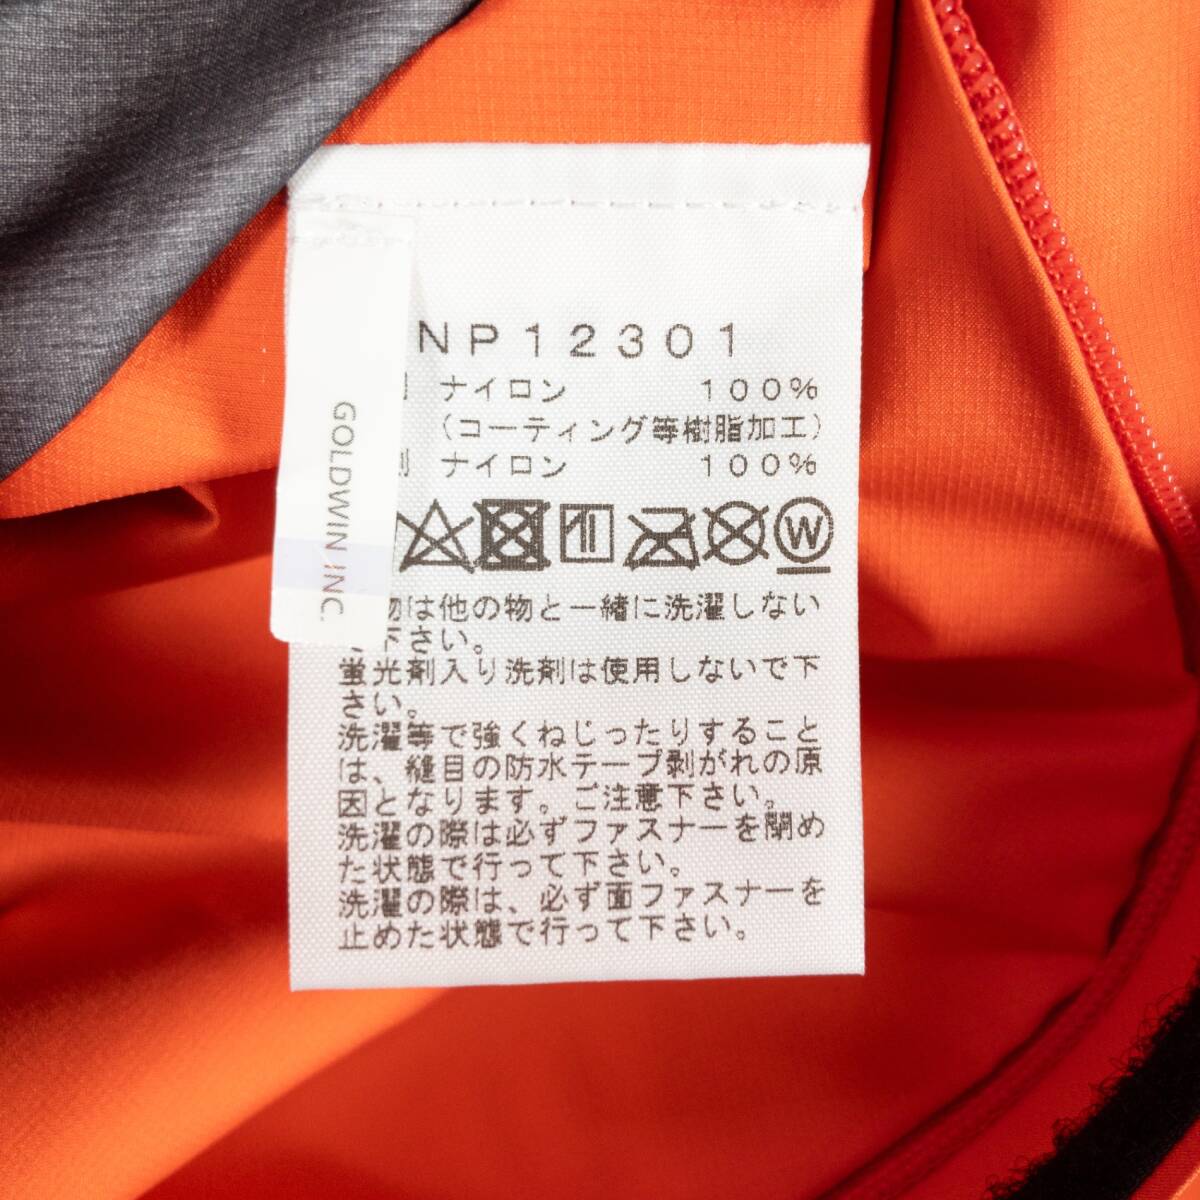 NP12301
ナイロン 100%
(コーティング等樹脂加工)
ナイロン 100%
W
GOLDWIN INC.
物は他の物と一緒に洗濯しない
下さい。
蛍光剤入り洗剤は使用しないで下
さい。
洗濯等で強くねじったりすること
は、縫目の防水テープ剥がれの原
因となります。ご注意下さい。
洗濯の際は必ずファスナーを閉め
た状態で行って下さい。
洗濯の際は、必ず面ファスナーを
止めた状態で行って下さい。